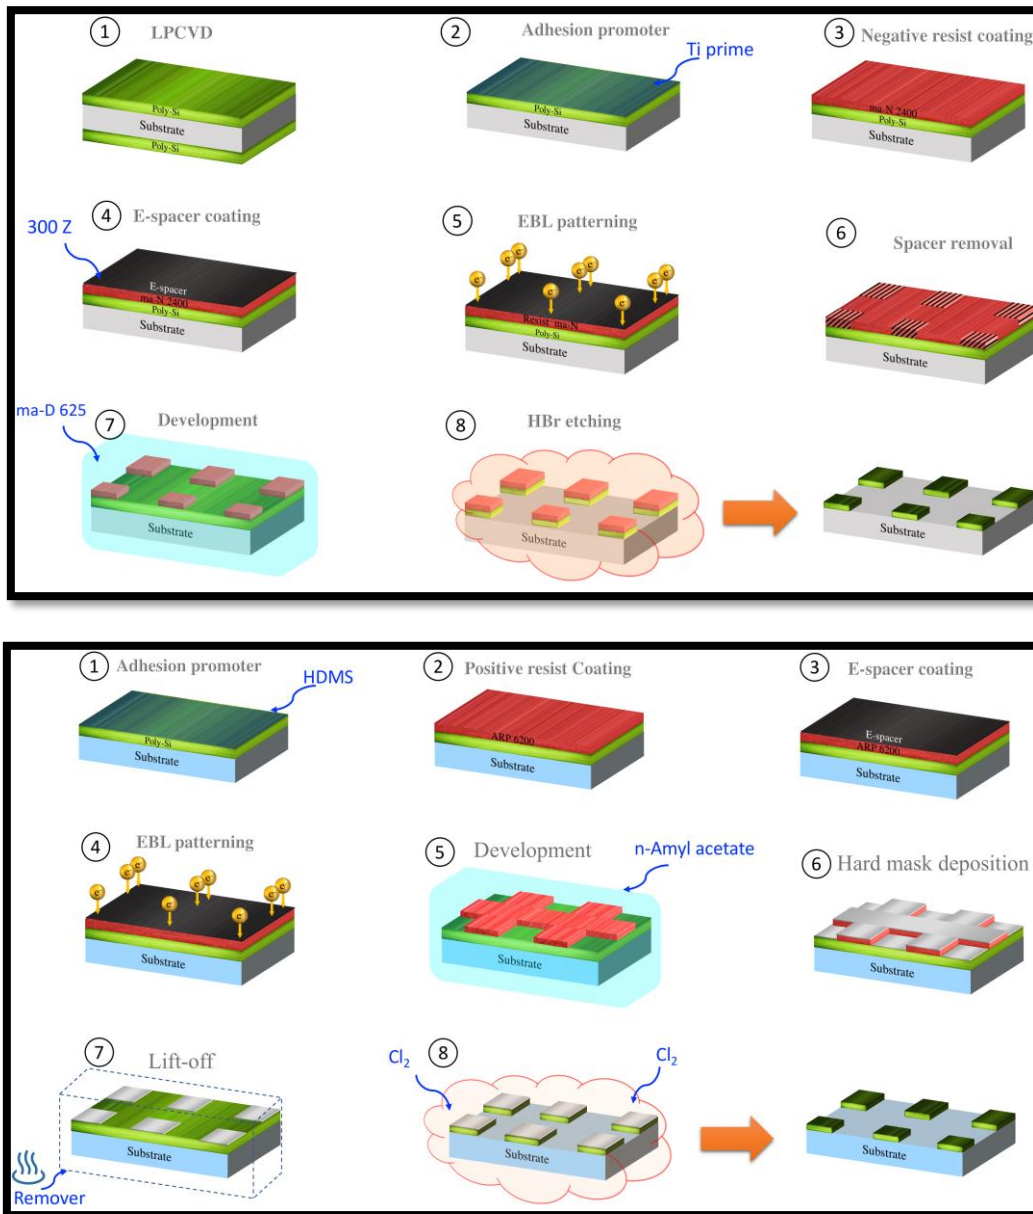 1
LPCVD
Poly-Si
Substrate
Poly-Si
2
Adhesion promoter
Ti prime
Poly-Si
Substrate
3
Negative resist coating
ma-N 2400
Poly-Si
Substrate
4
E-spacer coating
300 Z
E-spacer
ma-N 2400
Poly-Si
Substrate
5
EBL patterning
e⁻ e⁻ e⁻ e⁻ e⁻ e⁻ e⁻ e⁻
Resist ma-N
Poly-Si
Substrate
6
Spacer removal
Substrate
7
Development
ma-D 625
Substrate
8
HBr etching
Substrate
Substrate
1
Adhesion promoter
HDMS
Poly-Si
Substrate
2
Positive resist Coating
ARP 6200
Substrate
3
E-spacer coating
E-spacer
ARP 6200
Substrate
4
EBL patterning
e⁻ e⁻ e⁻ e⁻ e⁻ e⁻ e⁻ e⁻
Substrate
5
Development
n-Amyl acetate
Substrate
6
Hard mask deposition
Substrate
7
Lift-off
Substrate
Remover
8
Cl₂
Cl₂
Substrate
Substrate